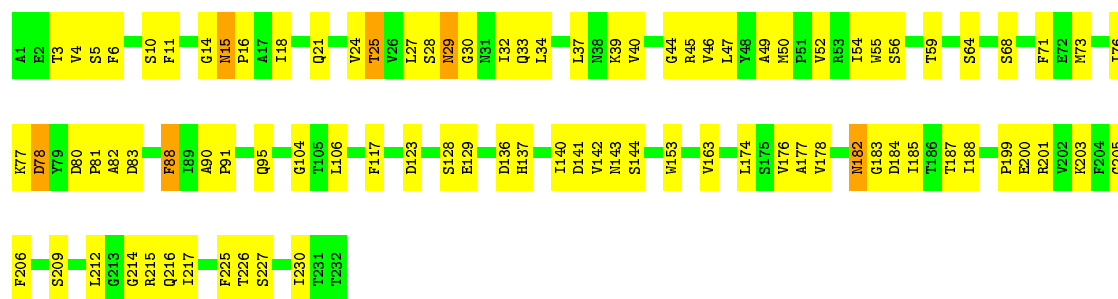 A1 E2 T3 V4 S5 F6 S10 F11 G14 N15 P16 A17 I18 Q21 V24 T25 V26 L27 S28 N29 G30 N31 I32 Q33 L34 L37 N38 K39 V40 G44 R45 V46 L47 Y48 A49 M50 P51 V52 R53 I54 W55 S56 T59 S64 S68 F71 E72 M73 I76
K77 D78 Y79 D80 P81 A82 D83 F88 I89 A90 P91 Q95 G104 T105 L106 F117 D123 S128 E129 D136 H137 I140 D141 V142 N143 S144 W153 V163 L174 S175 V176 A177 V178 N182 G183 D184 I185 T186 T187 I188 P199 E200 R201 V202 K203 F204 G205
F206 S209 L212 G213 G214 R215 Q216 I217 F225 T226 S227 I230 T231 T232